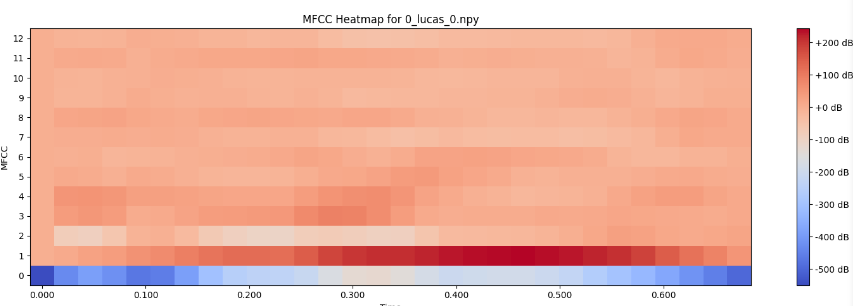 MFCC Heatmap for 0_lucas_0.npy
MFCC
12
11
10
9
8
7
6
5
4
3
2
1
0
0.000 0.100 0.200 0.300 0.400 0.500 0.600
+200 dB
+100 dB
+0 dB
-100 dB
-200 dB
-300 dB
-400 dB
-500 dB